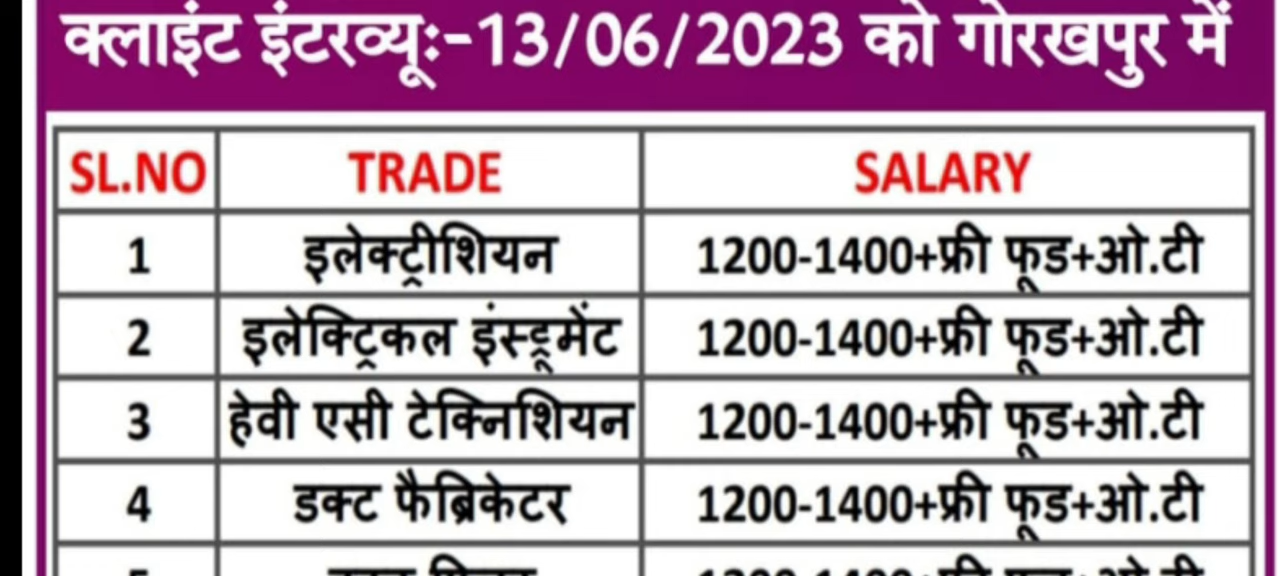 क्लाइंट इंटरव्यूः-13/06/2023 को गोरखपुर में
SL.NO TRADE SALARY
1 इलेक्ट्रीशियन 1200-1400+फ्री फूड+ओ.टी
2 इलेक्ट्रिकल इंस्ट्रूमेंट 1200-1400+फ्री फूड+ओ.टी
3 हेवी एसी टेक्निशियन 1200-1400+फ्री फूड+ओ.टी
4 डक्ट फैब्रिकेटर 1200-1400+फ्री फूड+ओ.टी